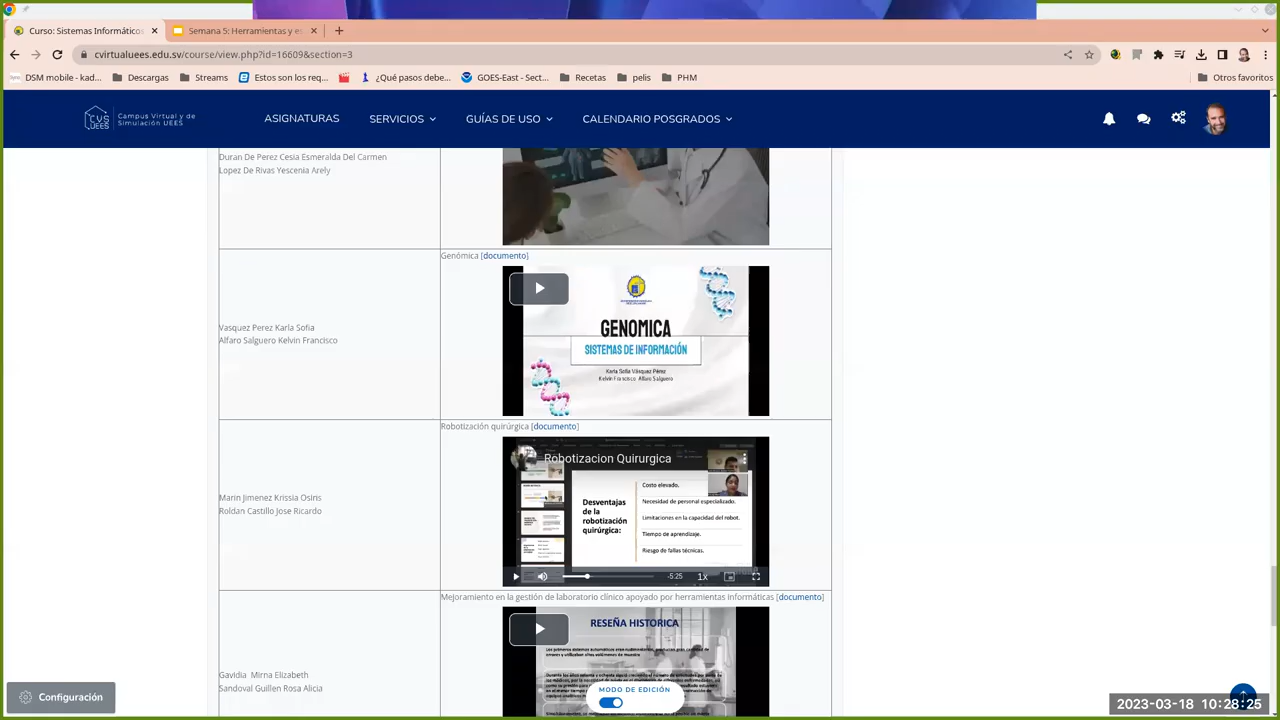 Curso: Sistemas Informáticos
Semana 5: Herramientas y es
cvirtualuees.edu.sv/course/view.php?id=16609&section=3
DSM mobile - kad...
Descargas
Streams
Estos son los req...
¿Qué pasos debe...
GOES-East - Sect...
Recetas
pelis
PHM
Otros favoritos
CVS UEES
Campus Virtual y de
Simulación UEES
ASIGNATURAS
SERVICIOS
GUÍAS DE USO
CALENDARIO POSGRADOS
Duran De Perez Cesia Esmeralda Del Carmen
Lopez De Rivas Yescenia Arely
Genómica [documento]
GENOMICA
SISTEMAS DE INFORMACIÓN
Karla Sofía Vásquez Pérez
Kelvin Francisco Alfaro Salguero
Vasquez Perez Karla Sofia
Alfaro Salguero Kelvin Francisco
Robotización quirúrgica [documento]
Robotizacion Quirurgica
Desventajas
de la
robotización
quirúrgica:
Costo elevado.
Necesidad de personal especializado.
Limitaciones en la capacidad del robot.
Tiempo de aprendizaje.
Riesgo de fallas técnicas.
-5:25
1x
Marin Jimenez Krissia Osiris
Roldan Castillo Jose Ricardo
Mejoramiento en la gestión de laboratorio clínico apoyado por herramientas informáticas [documento]
RESEÑA HISTORICA
Gavidia Mirna Elizabeth
Sandoval Guillen Rosa Alicia
Configuración
MODO DE EDICIÓN
2023-03-18 10:28:25